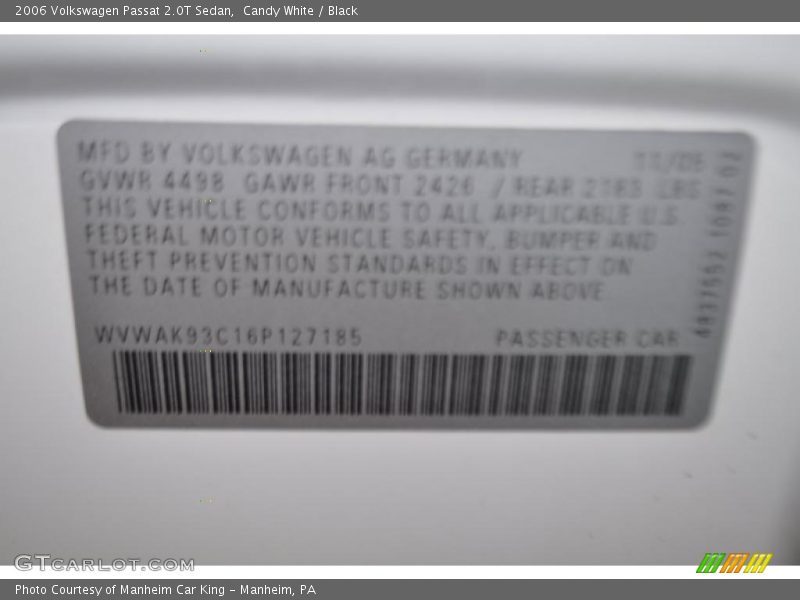 2006 Volkswagen Passat 2.0T Sedan,  Candy White / Black
MFD BY VOLKSWAGEN AG GERMANY 11/05
GVWR 4498 GAWR FRONT 2426 / REAR 2183 LBS
THIS VEHICLE CONFORMS TO ALL APPLICABLE U.S.
FEDERAL MOTOR VEHICLE SAFETY, BUMPER AND
THEFT PREVENTION STANDARDS IN EFFECT ON
THE DATE OF MANUFACTURE SHOWN ABOVE
WVWAK93C16P127185 PASSENGER CAR
GTCARLOT.COM
Photo Courtesy of Manheim Car King - Manheim, PA